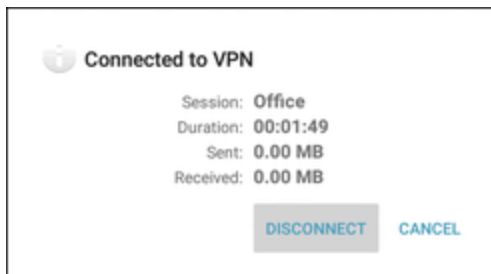 Connected to VPN
Session: Office
Duration: 00:01:49
Sent: 0.00 MB
Received: 0.00 MB
DISCONNECT CANCEL